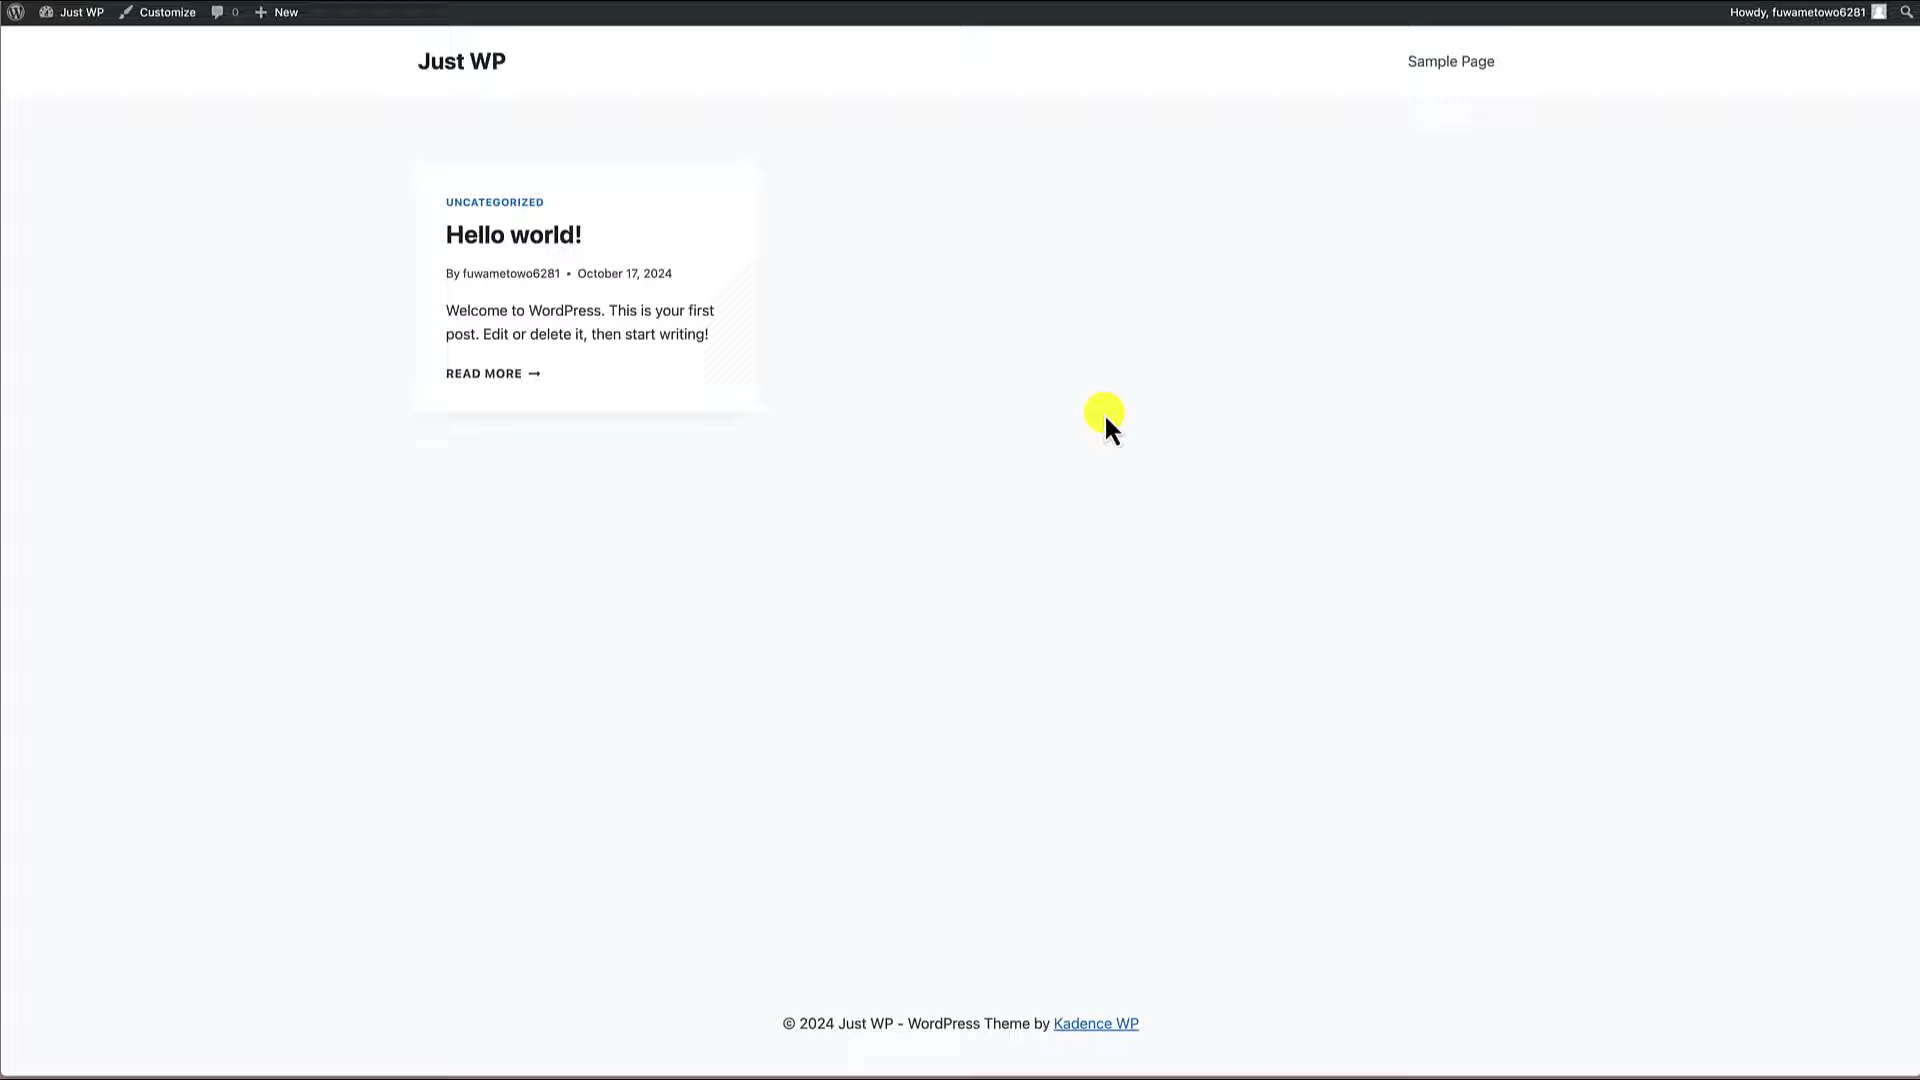 Just WP Customize 0 New Howdy, fuwametowo6281
Just WP Sample Page
UNCATEGORIZED
Hello world!
By fuwametowo6281 • October 17, 2024
Welcome to WordPress. This is your first
post. Edit or delete it, then start writing!
READ MORE →
© 2024 Just WP - WordPress Theme by Kadence WP